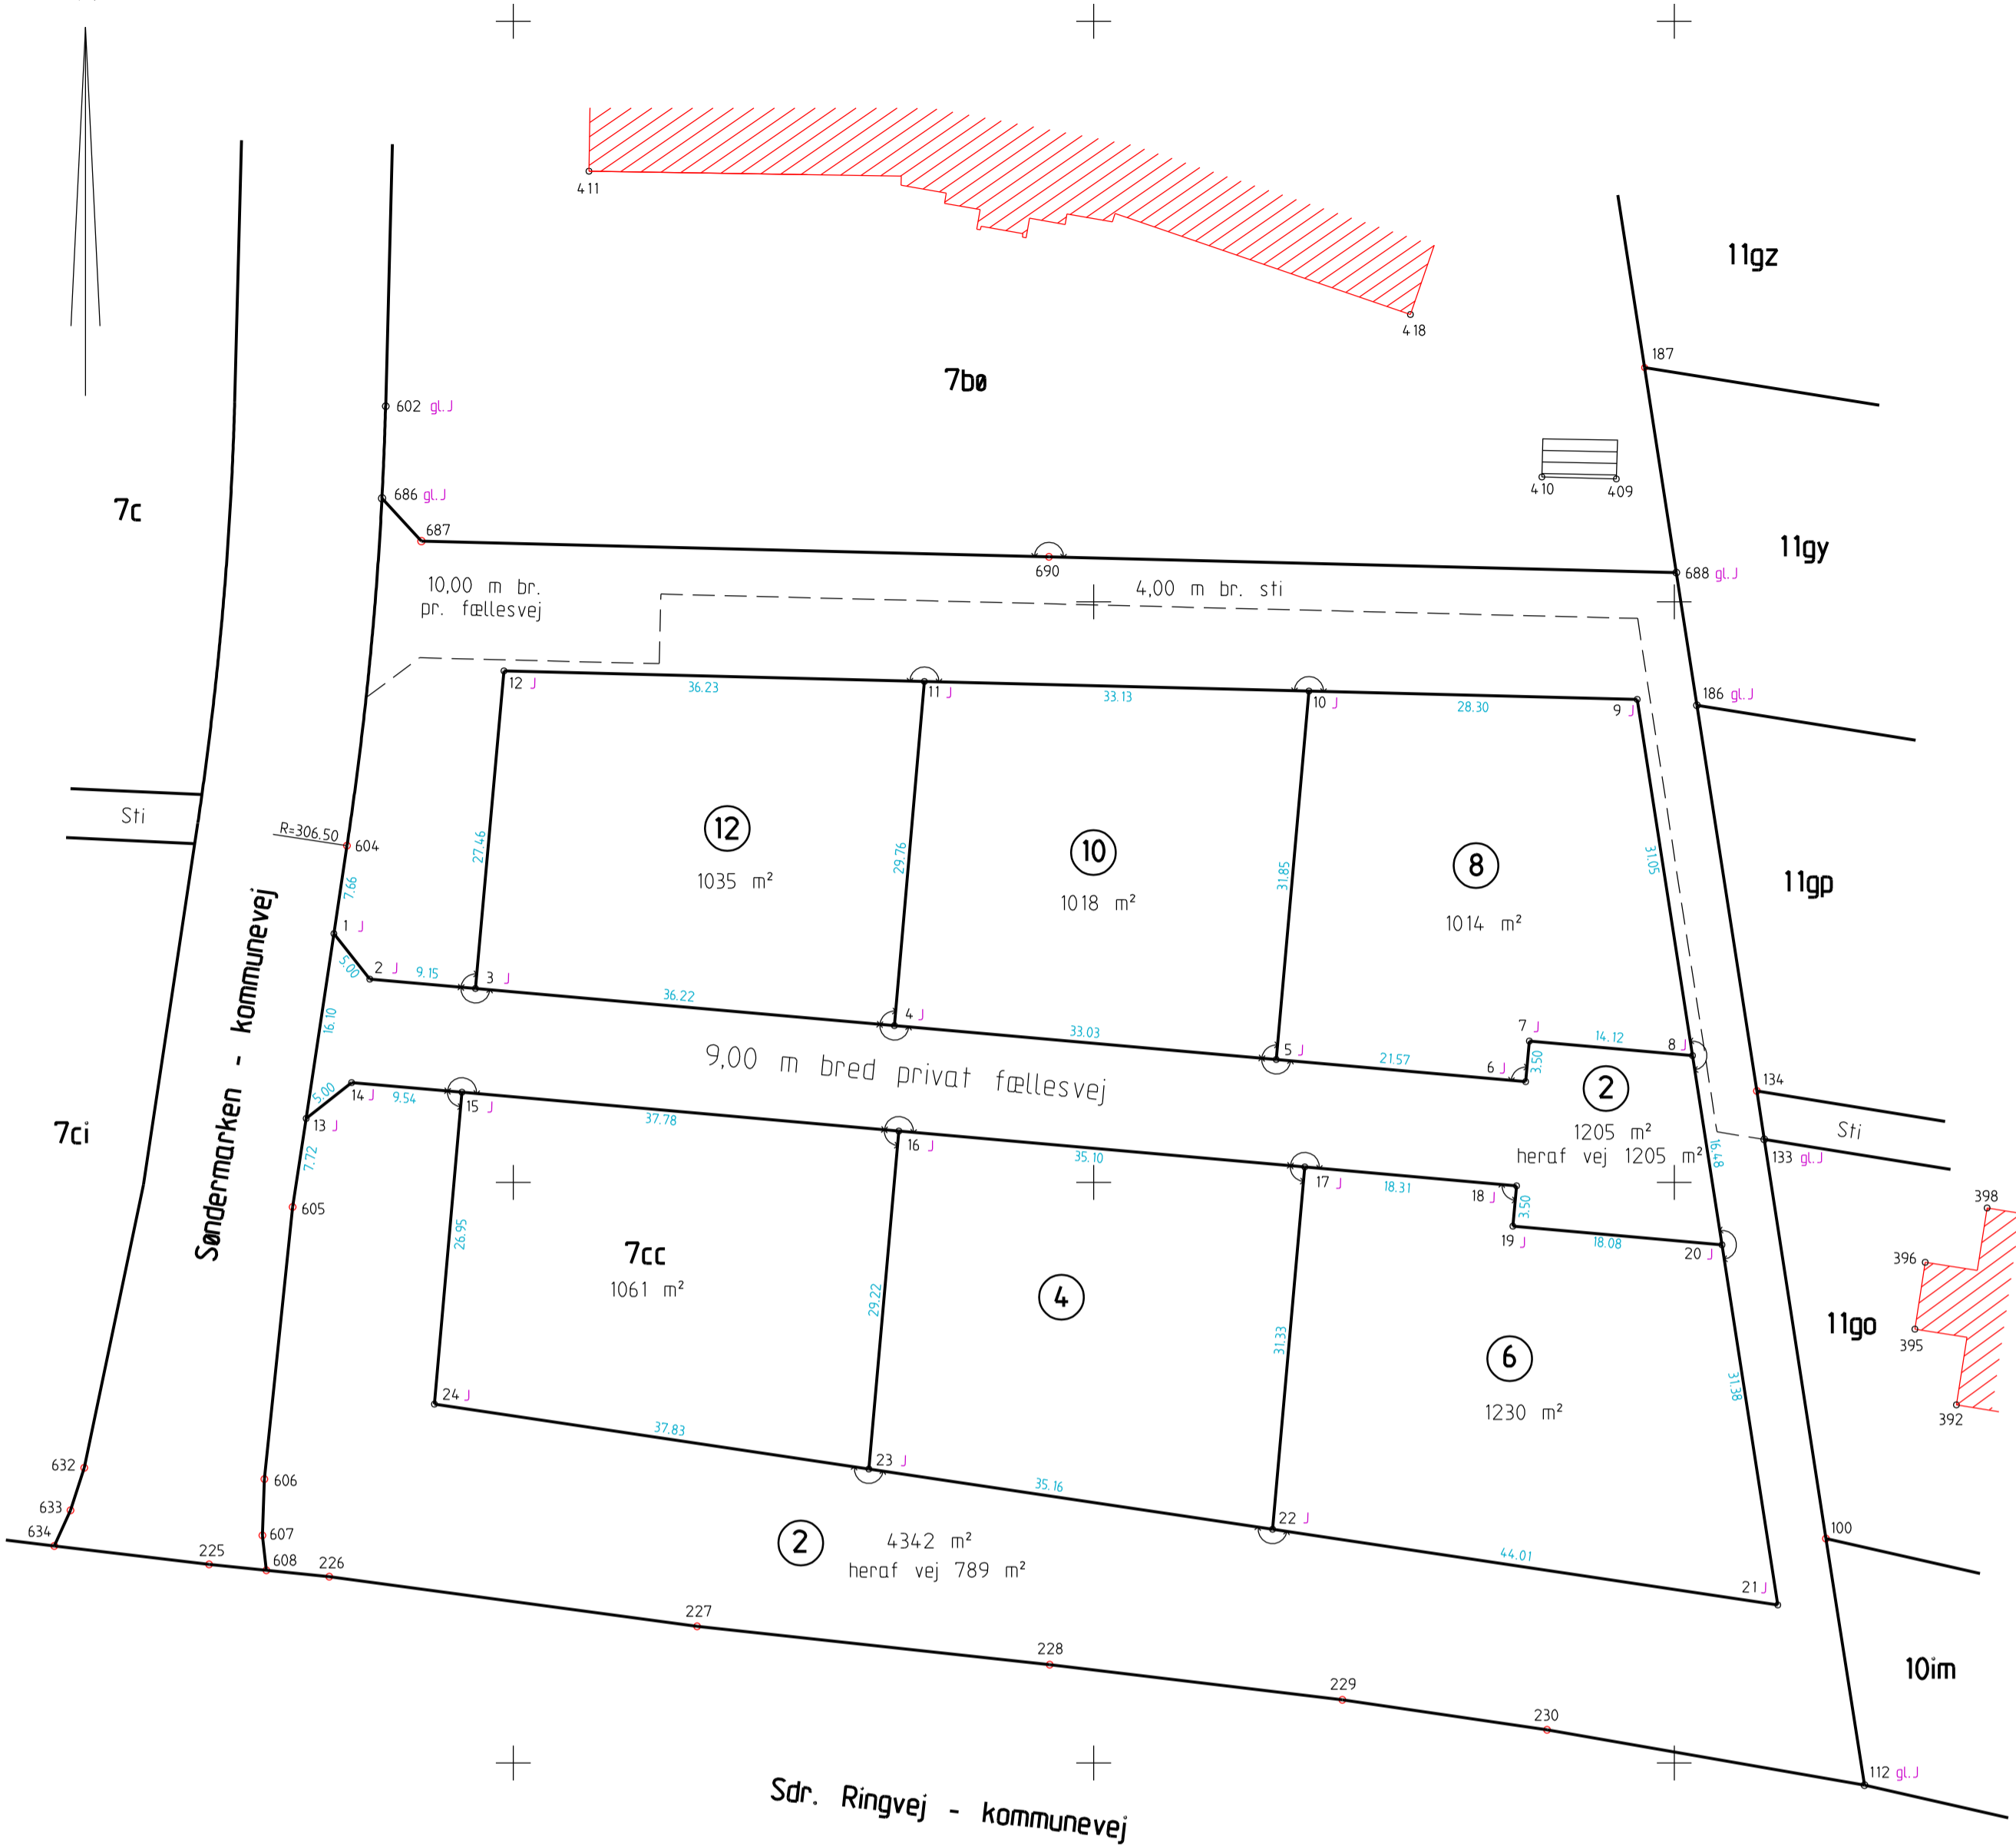 411
418
11gz
187
7bø
602 gl.J
410
409
7c
686 gl.J
687
690
11gy
688 gl.J
10,00 m br.
pr. fællesvej
4,00 m br. sti
12 J
36.23
11 J
33.13
10 J
28.30
9 J
186 gl.J
Sti
R=306.50
604
7.66
27.46
12
1035 m²
29.76
10
1018 m²
31.85
8
1014 m²
31.05
11gp
1 J
5.00
2 J
9.15
3 J
36.22
4 J
33.03
5 J
21.57
6 J
7 J
3.50
14.12
8 J
16.10
Søndermarken - kommunevej
9,00 m bred privat fællesvej
2
1205 m²
heraf vej 1205 m²
16.48
134
Sti
133 gl.J
7ci
5.00
14 J
9.54
15 J
37.78
16 J
35.10
17 J
18.31
18 J
3.50
19 J
18.08
20 J
13 J
7.72
605
26.95
7cc
1061 m²
29.22
4
31.33
6
1230 m²
31.38
398
396
395
392
11go
24 J
37.83
23 J
35.16
22 J
44.01
21 J
632
633
634
606
607
608
225
226
2
4342 m²
heraf vej 789 m²
227
228
229
230
100
10im
112 gl.J
Sdr. Ringvej - kommunevej